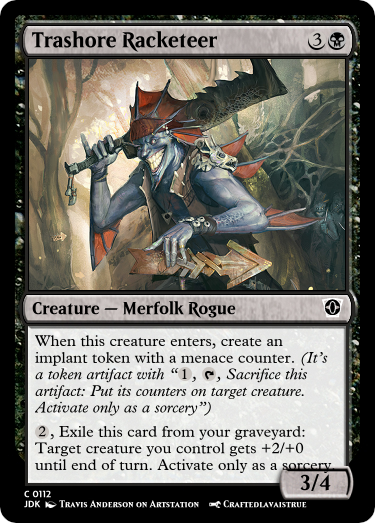 Trashore Racketeer 3
Creature — Merfolk Rogue
When this creature enters, create an
implant token with a menace counter. (It's
a token artifact with “1, , Sacrifice this
artifact: Put its counters on target creature.
Activate only as a sorcery”)
2, Exile this card from your graveyard:
Target creature you control gets +2/+0
until end of turn. Activate only as a sorcery.
3/4
C 0112
JDK Travis Anderson on Artstation Craftedlavaistrue